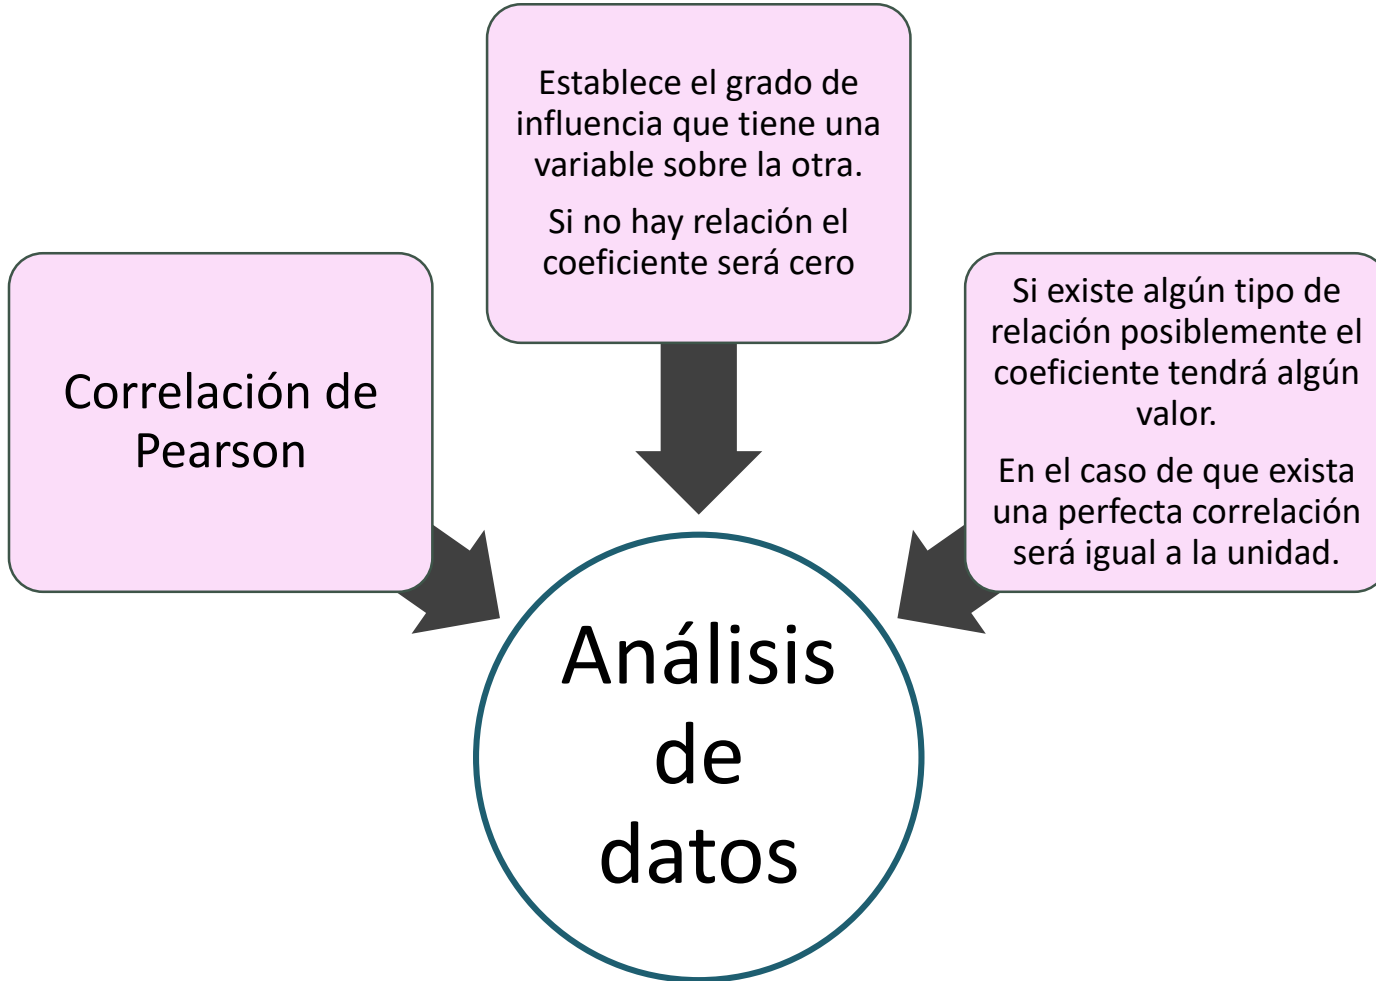 Establece el grado de
influencia que tiene una
variable sobre la otra.
Si no hay relación el
coeficiente será cero
Correlación de
Pearson
Si existe algún tipo de
relación posiblemente el
coeficiente tendrá algún
valor.
En el caso de que exista
una perfecta correlación
será igual a la unidad.
Análisis
de
datos